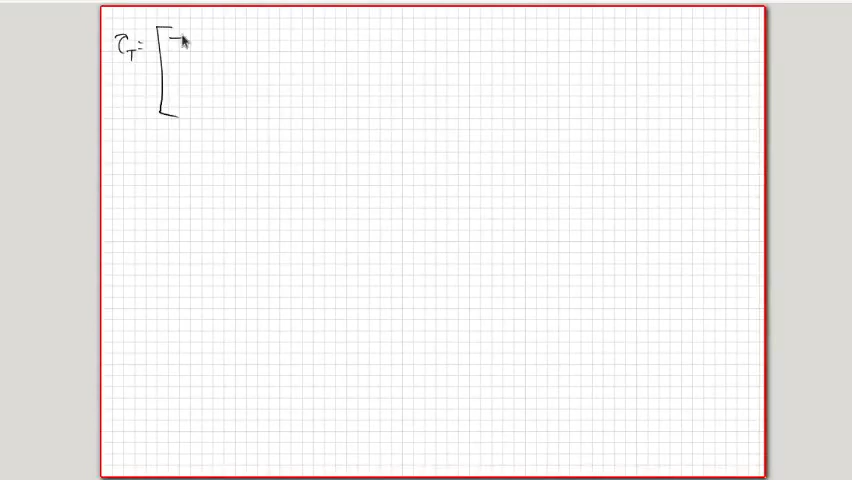 τ_T = [ -